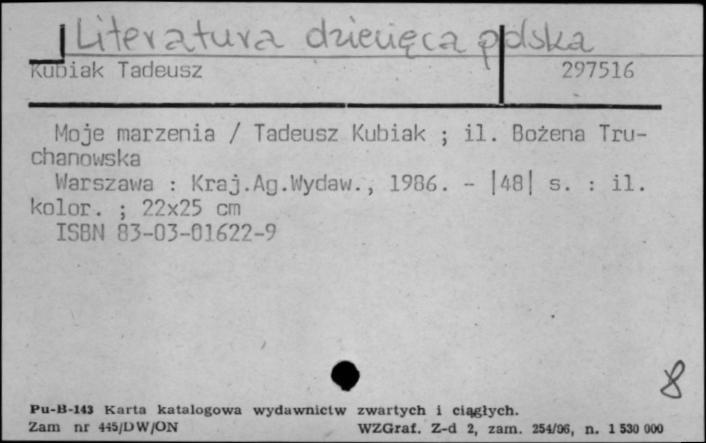 Literatura dziecięca polska
Kubiak Tadeusz 297516
Moje marzenia / Tadeusz Kubiak ; il. Bożena Tru-
chanowska
Warszawa : Kraj.Ag.Wydaw., 1986. - |48| s. : il.
kolor. ; 22x25 cm
ISBN 83-03-01622-9
8
Pu-B-143 Karta katalogowa wydawnictw zwartych i ciągłych.
Zam nr 445/DW/ON WZGraf. Z-d 2, zam. 254/96, n. 1 530 000